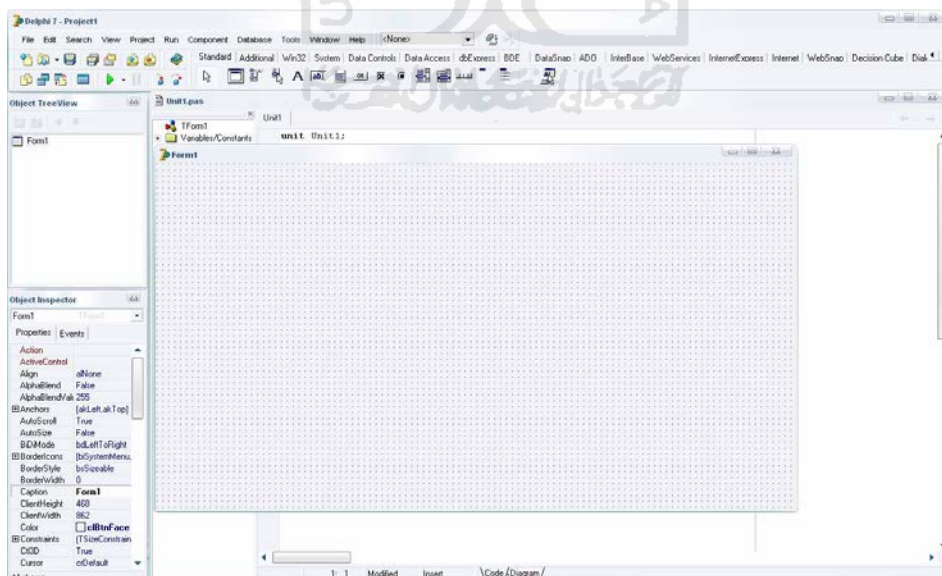 Delphi 7 - Project1
File Edit Search View Project Run Component Database Tools Window Help <None>
Standard Additional Win32 System Data Controls Data Access dbExpress BDE DataSnap ADO InterBase WebServices InternetExpress Internet WebSnap Decision Cube Dial
Object TreeView
Form1
Unit1.pas
TForm1
Variables/Constants
Unit1
unit Unit1;
Form1
Object Inspector
Form1 TForm1
Properties Events
Action
ActiveControl
Align alNone
AlphaBlend False
AlphaBlendVal 255
Anchors [akLeft,akTop]
AutoScroll True
AutoSize False
BiDiMode bdLeftToRight
BorderIcons [biSystemMenu,
BorderStyle bsSizeable
BorderWidth 0
Caption Form1
ClientHeight 460
ClientWidth 862
Color clBtnFace
Constraints (TSizeConstrain
Ctl3D True
Cursor crDefault
1: 1 Modified Insert \Code/Diagram/